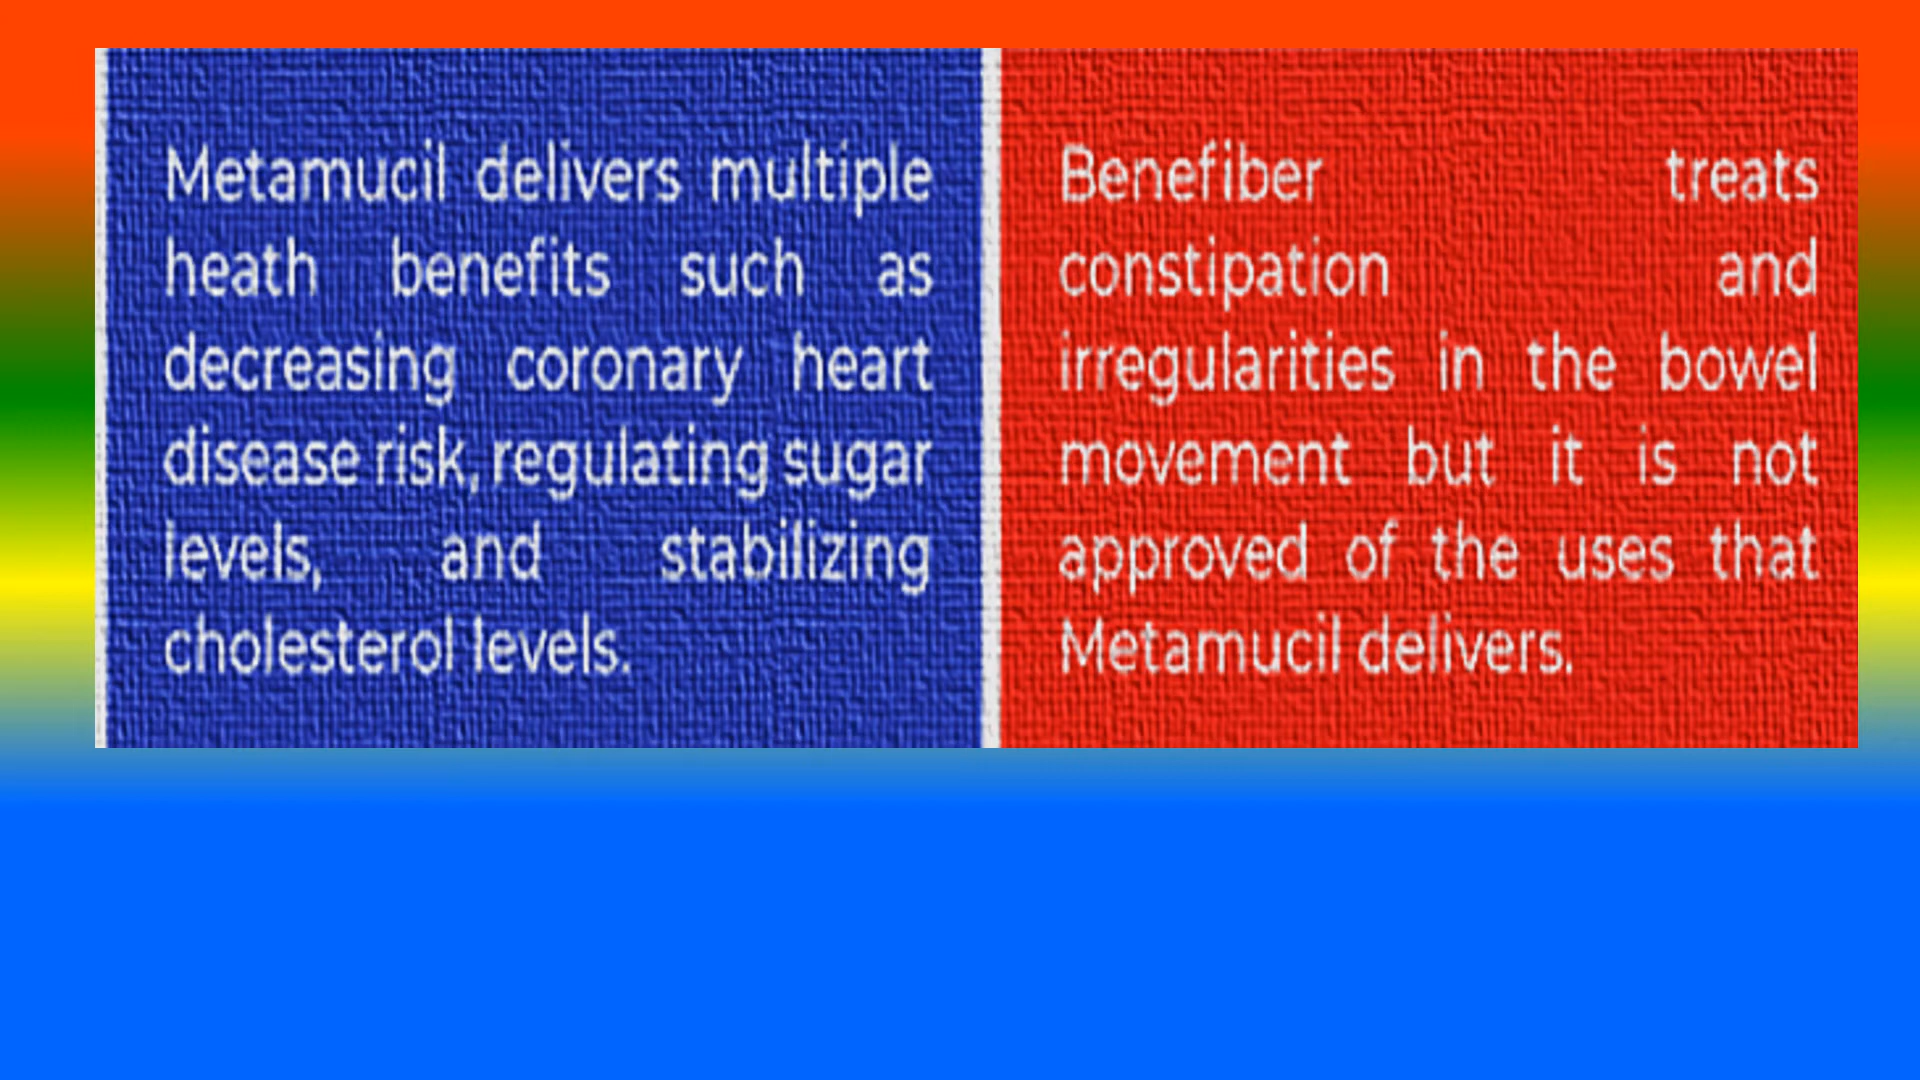 Metamucil delivers multiple
heath benefits such as
decreasing coronary heart
disease risk, regulating sugar
levels, and stabilizing
cholesterol levels.
Benefiber treats
constipation and
irregularities in the bowel
movement but it is not
approved of the uses that
Metamucil delivers.